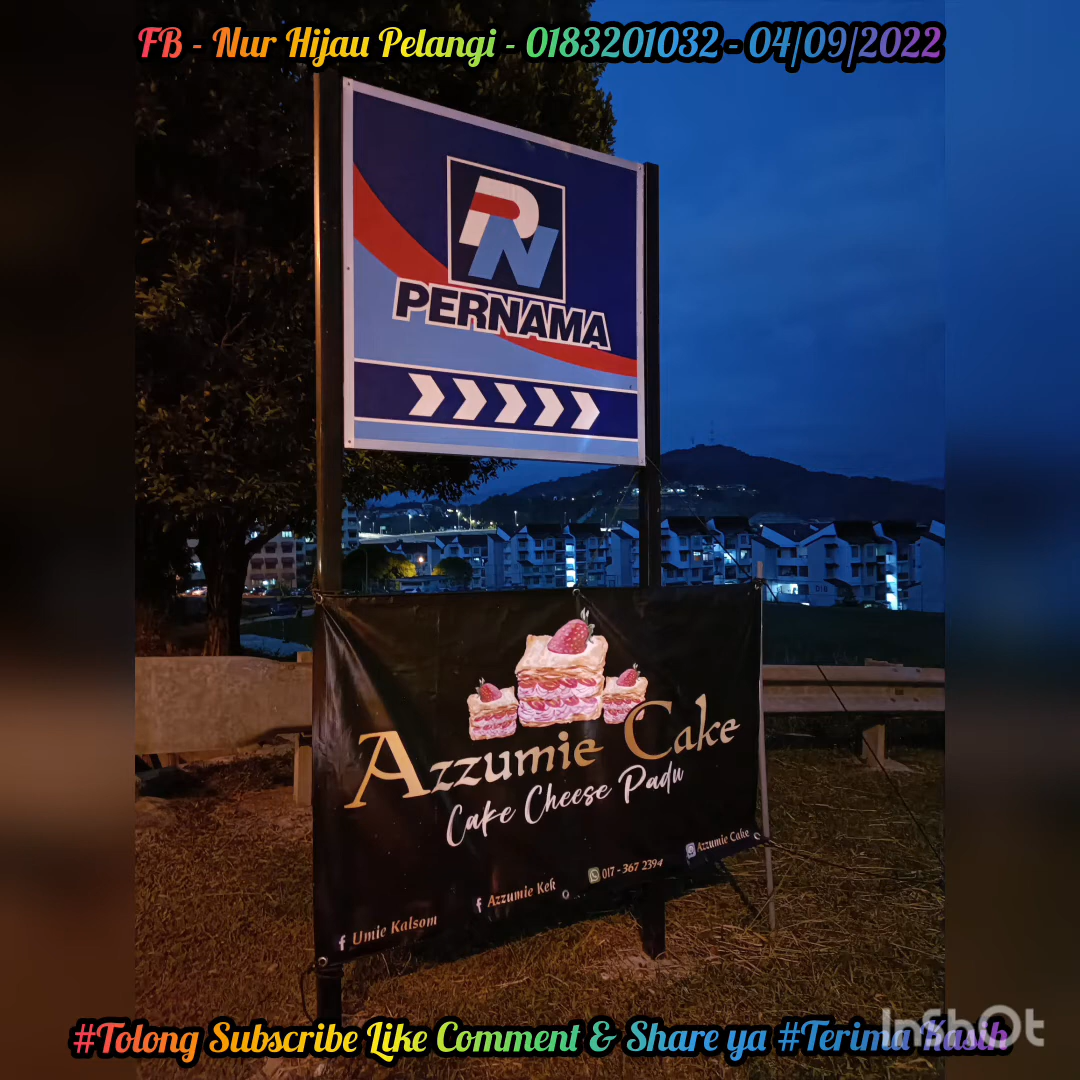 FB - Nur Hijau Pelangi - 0183201032 - 04/09/2022
PN
PERNAMA
Azzumie Cake
Cake Cheese Padu
Umie Kalsom
Azzumie Kek
017 - 367 2394
Azzumie Cake
#Tolong Subscribe Like Comment & Share ya #Terima Kasih
InShOt